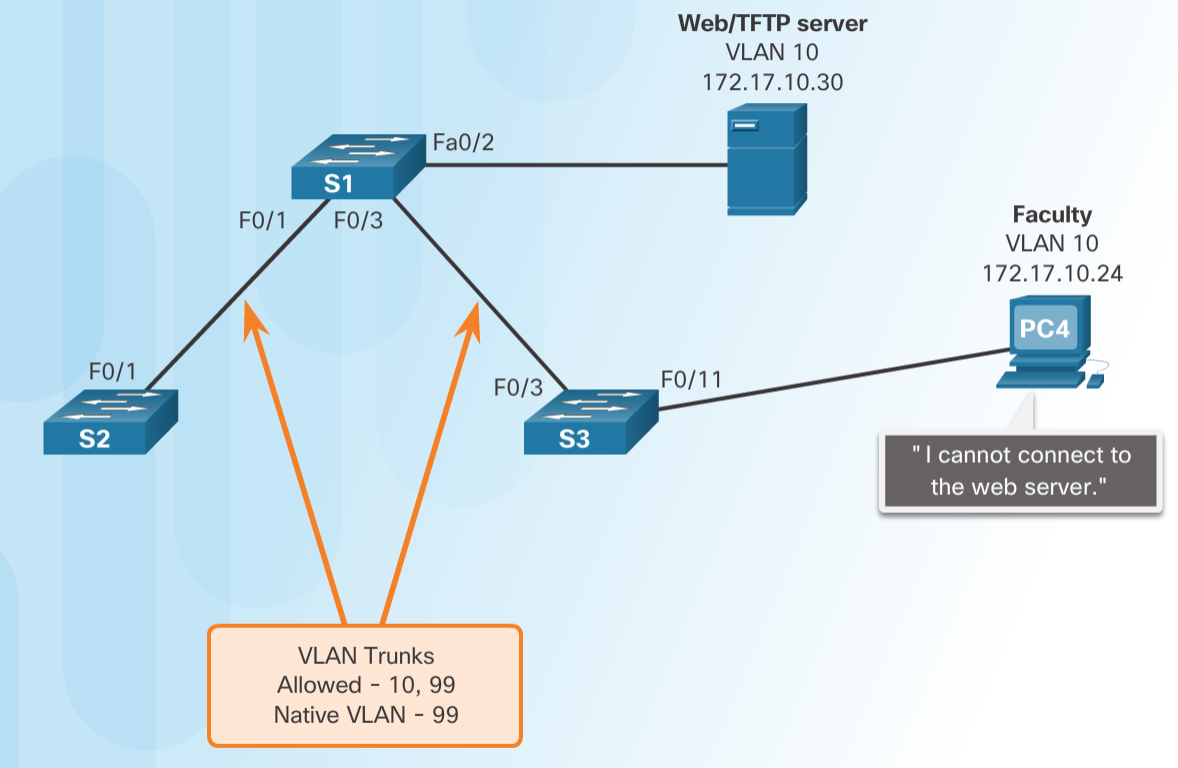 Web/TFTP server
VLAN 10
172.17.10.30
Fa0/2
S1
F0/1
F0/3
Faculty
VLAN 10
172.17.10.24
PC4
F0/1
F0/3
F0/11
S2
S3
" I cannot connect to
the web server."
VLAN Trunks
Allowed - 10, 99
Native VLAN - 99